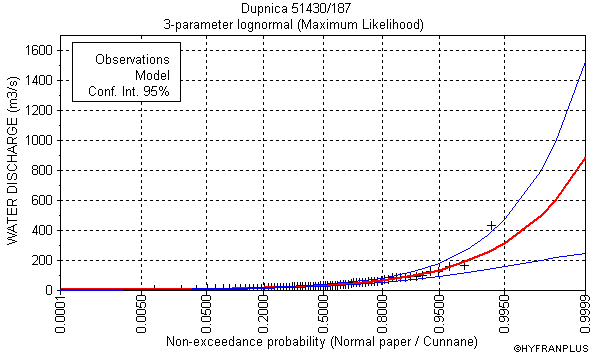 Dupnica 51430/187
3-parameter lognormal (Maximum Likelihood)
1600
1400
1200
1000
800
600
400
200
0
WATER DISCHARGE (m3/s)
Observations
Model
Conf. Int. 95%
0.0001
0.0050
0.0500
0.2000
0.5000
0.8000
0.9500
0.9950
0.9999
Non-exceedance probability (Normal paper / Cunnane)
©HYFRANPLUS